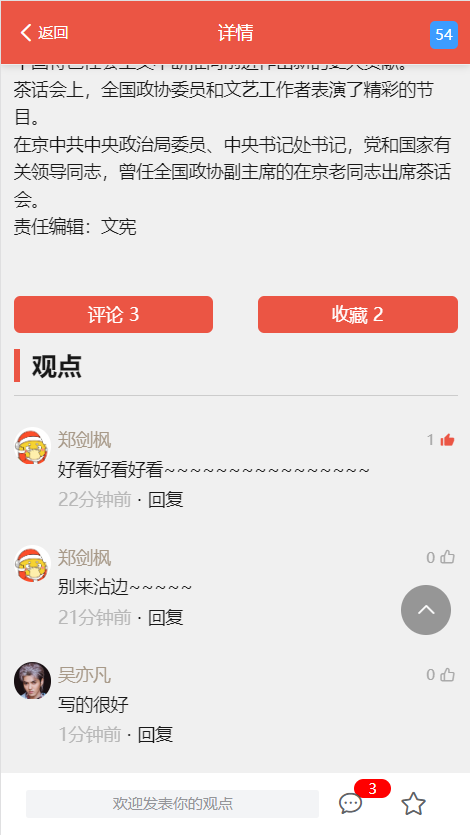 返回
详情
54
茶话会上，全国政协委员和文艺工作者表演了精彩的节
目。
在京中共中央政治局委员、中央书记处书记，党和国家有
关领导同志，曾任全国政协副主席的在京老同志出席茶话
会。
责任编辑：文宪
评论 3
收藏 2
观点
郑剑枫
1
好看好看好看~~~~~~~~~~~~~~~~
22分钟前 · 回复
郑剑枫
0
别来沾边~~~~~
21分钟前 · 回复
吴亦凡
0
写的很好
1分钟前 · 回复
欢迎发表你的观点
3